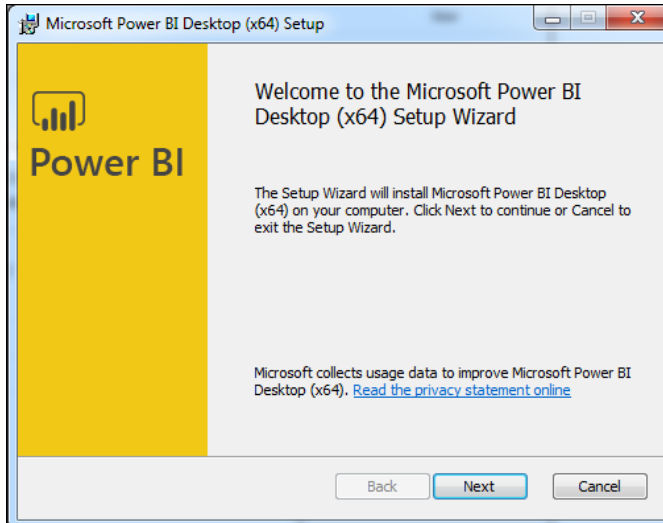 Microsoft Power BI Desktop (x64) Setup
Power BI
Welcome to the Microsoft Power BI
Desktop (x64) Setup Wizard
The Setup Wizard will install Microsoft Power BI Desktop
(x64) on your computer. Click Next to continue or Cancel to
exit the Setup Wizard.
Microsoft collects usage data to improve Microsoft Power BI
Desktop (x64). Read the privacy statement online
Back Next Cancel